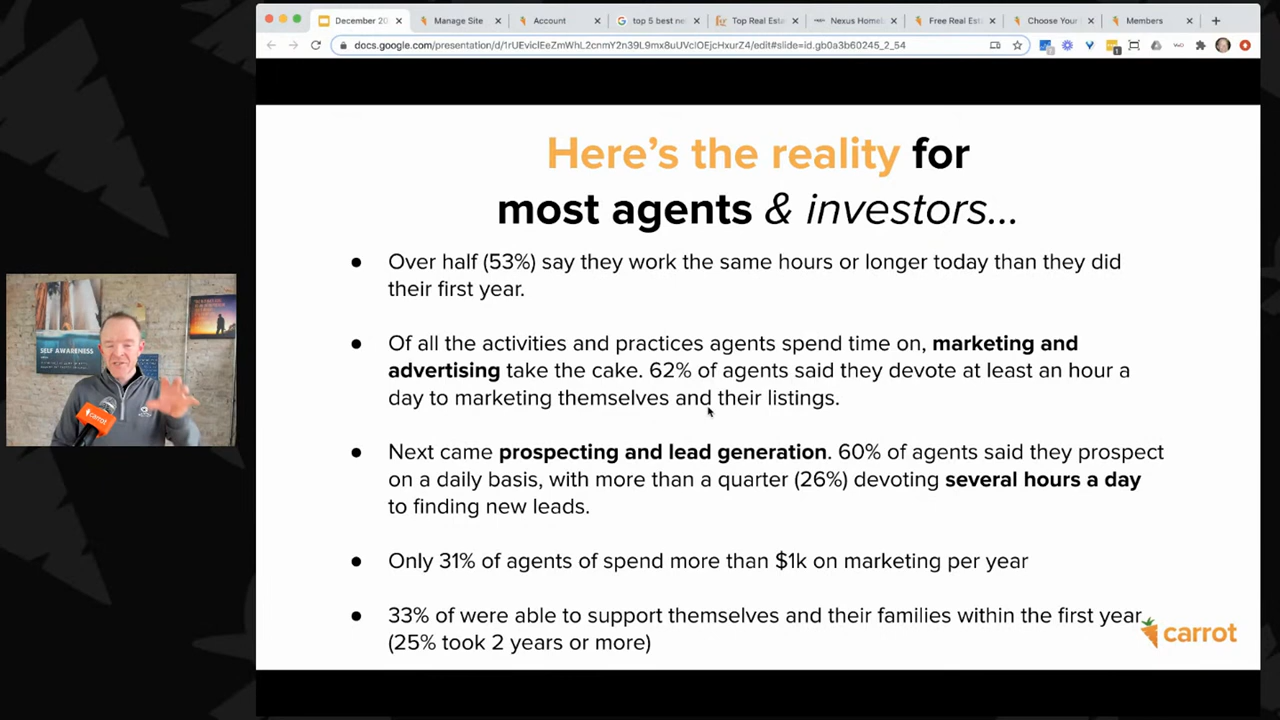 December 20
Manage Site
Account
top 5 best ne
Top Real Esta
Nexus Home
Free Real Est
Choose Your
Members
docs.google.com/presentation/d/1rUEviclEeZmWhL2cnmY2n39L9mx8uUVclOEjcHxurZ4/edit#slide=id.gb0a3b60245_2_54
Here's the reality for
most agents & investors...
Over half (53%) say they work the same hours or longer today than they did
their first year.
Of all the activities and practices agents spend time on, marketing and
advertising take the cake. 62% of agents said they devote at least an hour a
day to marketing themselves and their listings.
Next came prospecting and lead generation. 60% of agents said they prospect
on a daily basis, with more than a quarter (26%) devoting several hours a day
to finding new leads.
Only 31% of agents of spend more than $1k on marketing per year
33% of were able to support themselves and their families within the first year
(25% took 2 years or more)
carrot
SELF AWARENESS
carrot